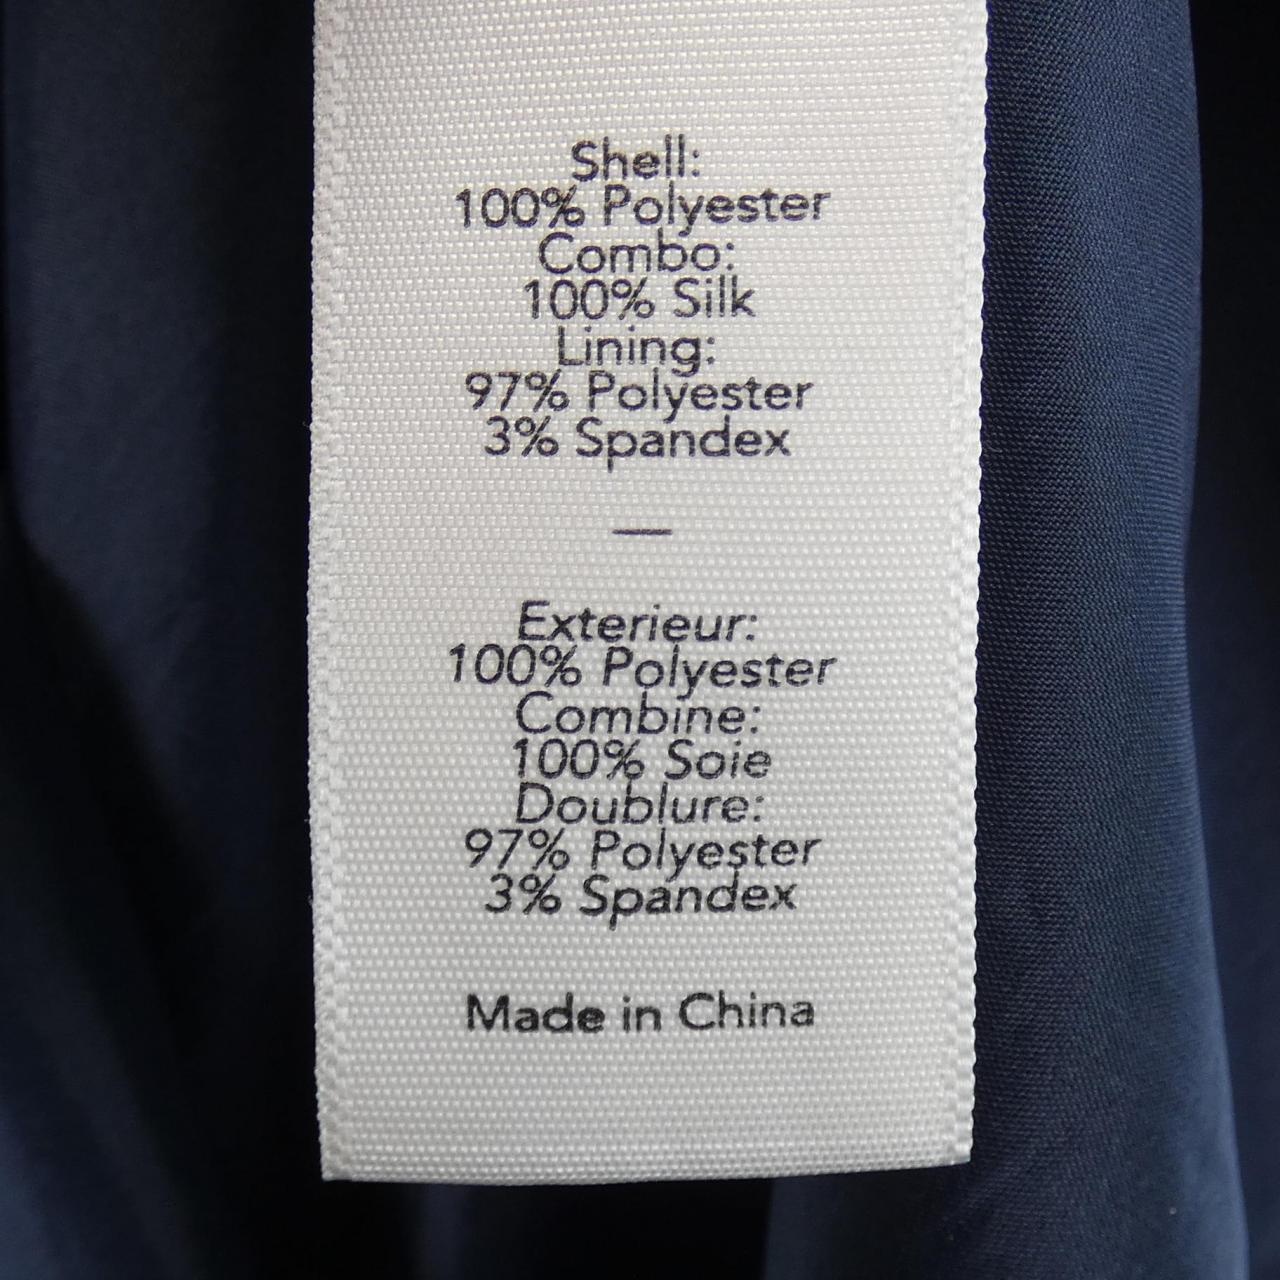 Shell:
100% Polyester
Combo:
100% Silk
Lining:
97% Polyester
3% Spandex
—
Exterieur:
100% Polyester
Combine:
100% Soie
Doublure:
97% Polyester
3% Spandex
Made in China